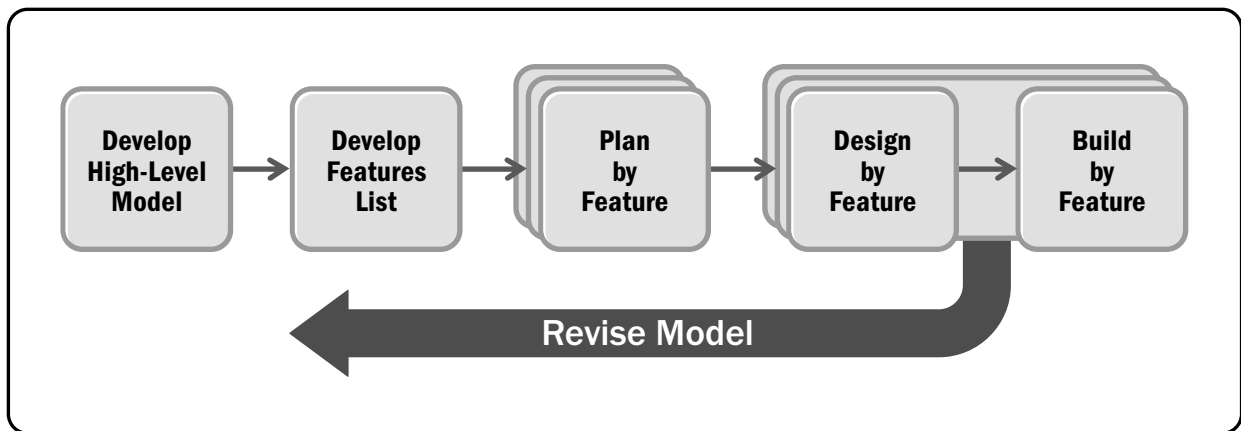 Develop
High-Level
Model
Develop
Features
List
Plan
by
Feature
Design
by
Feature
Build
by
Feature
Revise Model